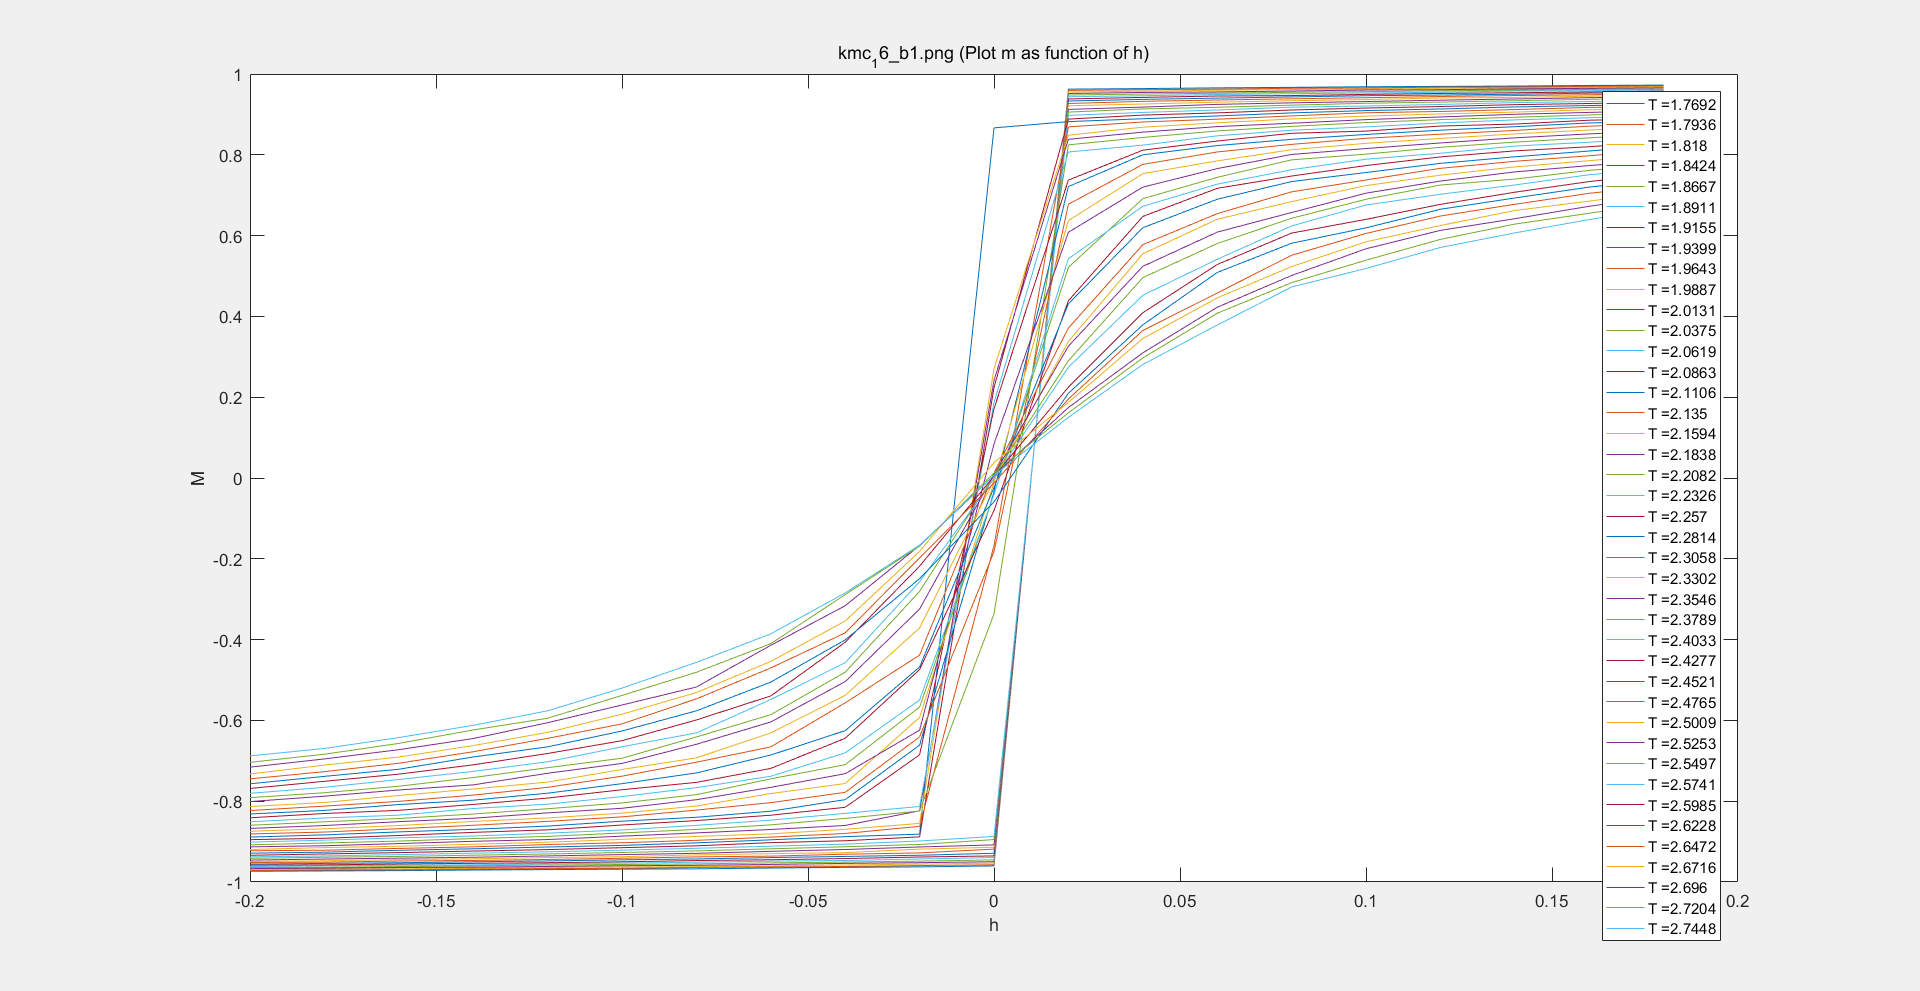 kmc16_b1.png (Plot m as function of h)
1
0.8
0.6
0.4
0.2
0
-0.2
-0.4
-0.6
-0.8
-1
M
-0.2 -0.15 -0.1 -0.05 0 0.05 0.1 0.15 0.2
h
T =1.7692
T =1.7936
T =1.818
T =1.8424
T =1.8667
T =1.8911
T =1.9155
T =1.9399
T =1.9643
T =1.9887
T =2.0131
T =2.0375
T =2.0619
T =2.0863
T =2.1106
T =2.135
T =2.1594
T =2.1838
T =2.2082
T =2.2326
T =2.257
T =2.2814
T =2.3058
T =2.3302
T =2.3546
T =2.3789
T =2.4033
T =2.4277
T =2.4521
T =2.4765
T =2.5009
T =2.5253
T =2.5497
T =2.5741
T =2.5985
T =2.6228
T =2.6472
T =2.6716
T =2.696
T =2.7204
T =2.7448